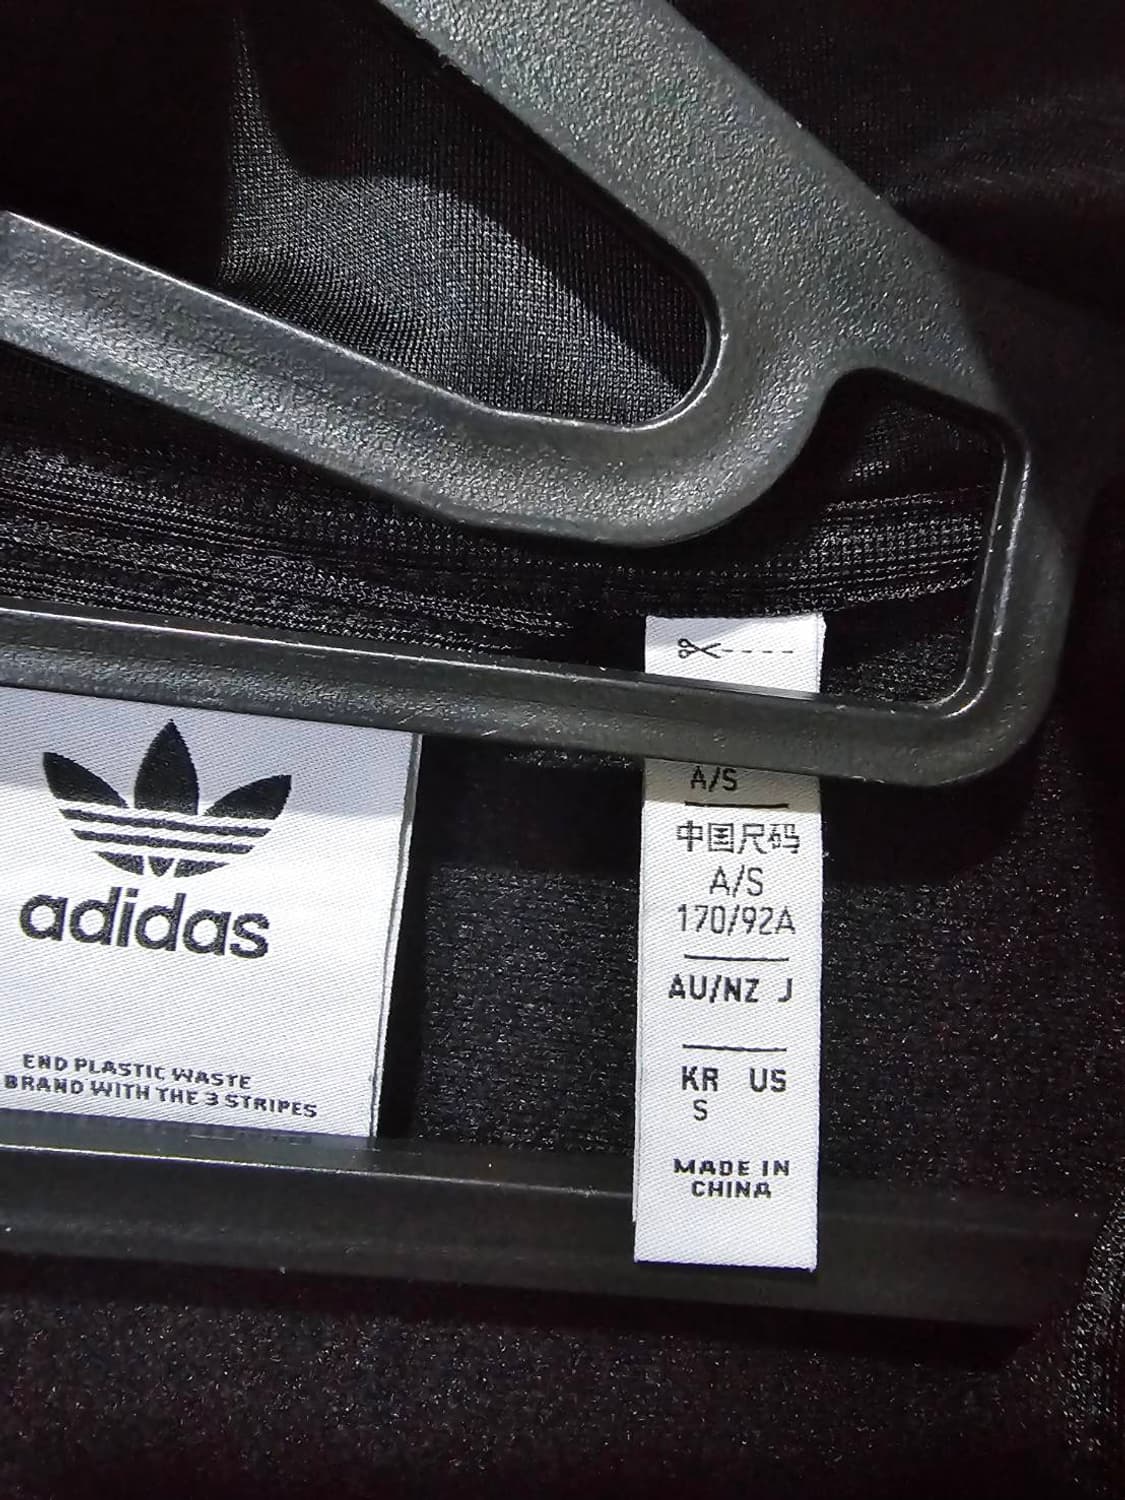 adidas
END PLASTIC WASTE
BRAND WITH THE 3 STRIPES
A/S
中国尺码
A/S
170/92A
AU/NZ J
KR US
S
MADE IN
CHINA